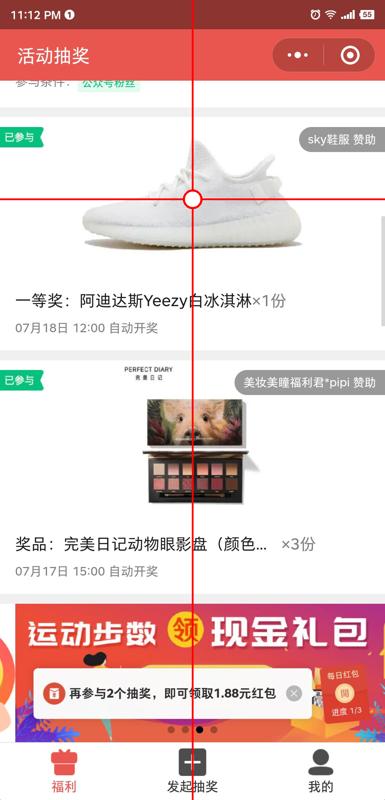 11:12 PM
55
活动抽奖
参与条件： 公众号粉丝
已参与
sky鞋服 赞助
一等奖：阿迪达斯Yeezy白冰淇淋×1份
07月18日 12:00 自动开奖
已参与
美妆美瞳福利君*pipi 赞助
PERFECT DIARY
完美日记
奖品：完美日记动物眼影盘（颜色... ×3份
07月17日 15:00 自动开奖
运动步数 领 现金礼包
再参与2个抽奖，即可领取1.88元红包
每日红包
開
进度 1/3
福利
发起抽奖
我的